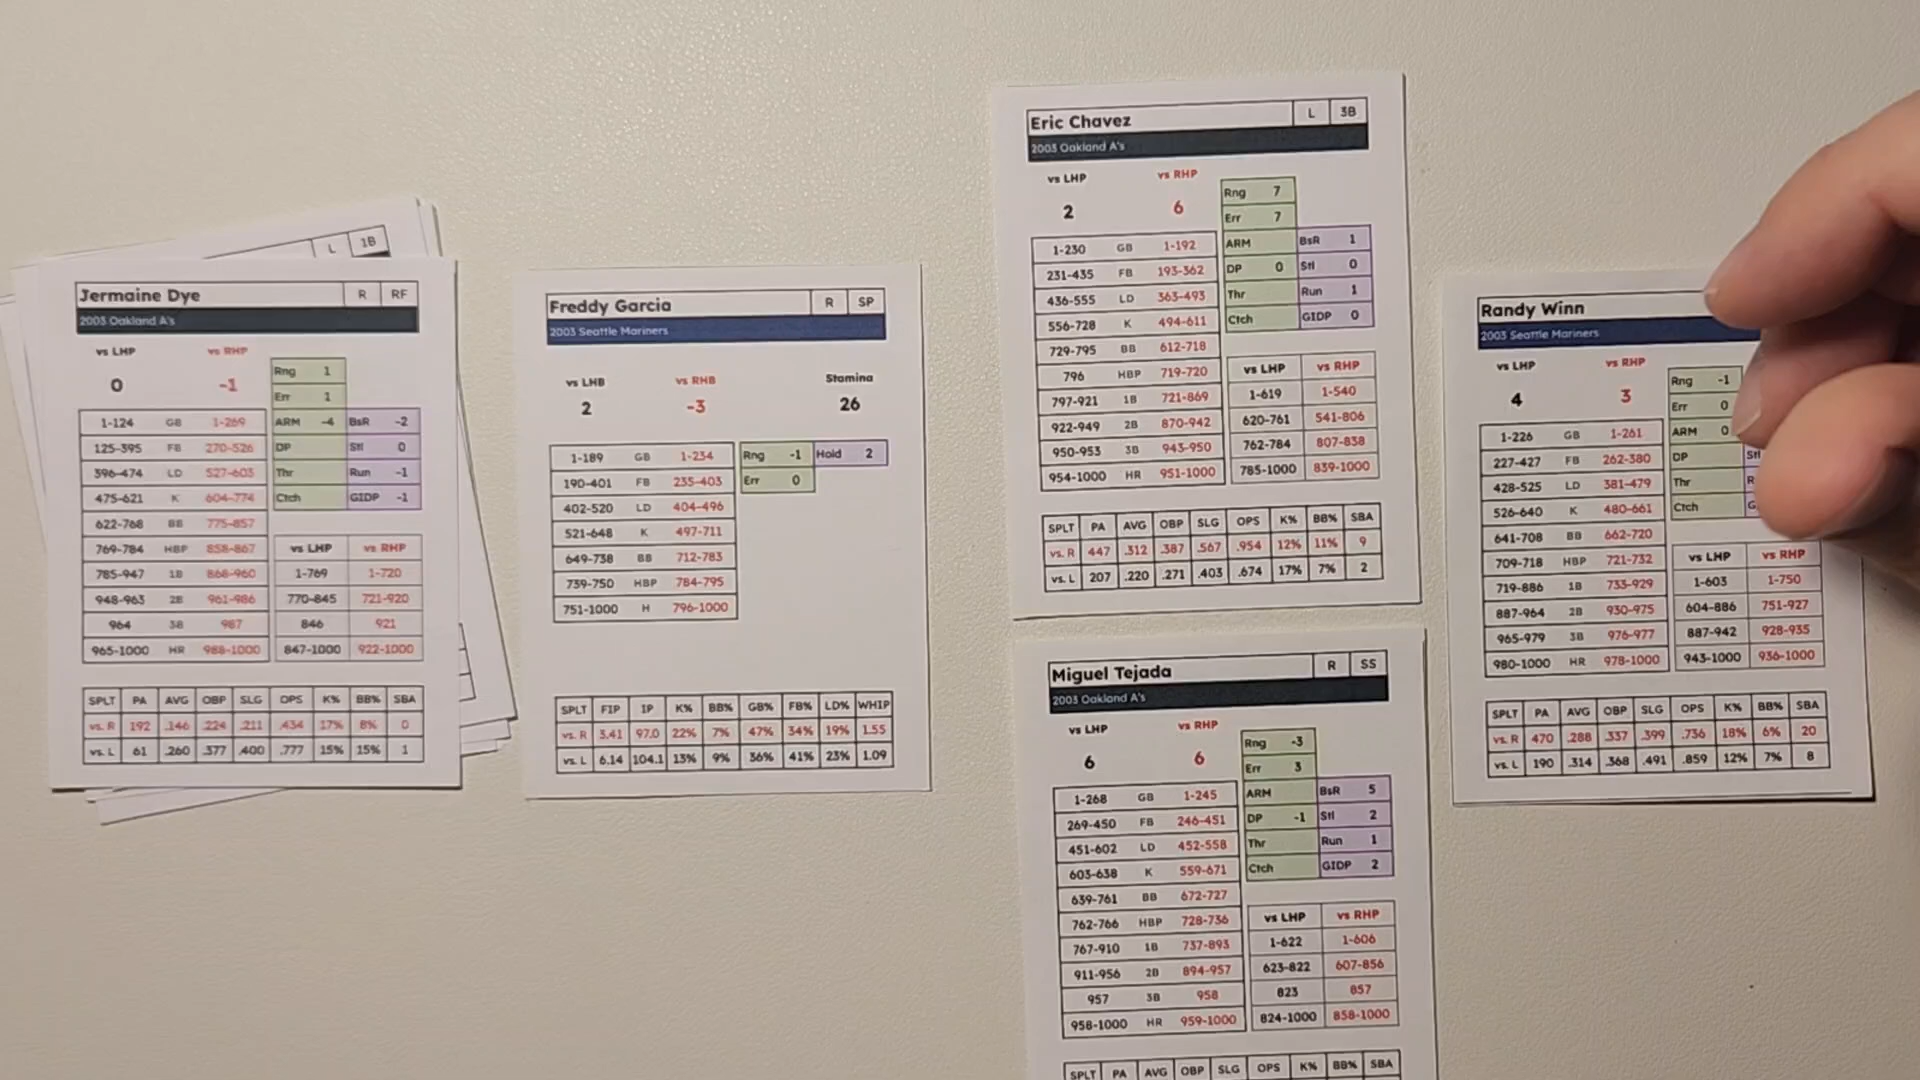 L 1B
Jermaine Dye R RF
2003 Oakland A's
vs LHP vs RHP
0 -1
Rng 1
Err 1
ARM -4 BsR -2
DP Stl 0
Thr Run -1
Ctch GIDP -1
1-124 GB 1-269
125-395 FB 270-526
396-474 LD 527-603
475-621 K 604-774
622-768 BB 775-857
769-784 HBP 858-867
785-947 1B 868-960
948-963 2B 961-986
964 3B 987
965-1000 HR 988-1000
vs LHP vs RHP
1-769 1-720
770-845 721-920
846 921
847-1000 922-1000
SPLT PA AVG OBP SLG OPS K% BB% SBA
vs. R 192 .146 .224 .211 .434 17% 8% 0
vs. L 61 .260 .377 .400 .777 15% 15% 1
Freddy Garcia R SP
2003 Seattle Mariners
vs LHB vs RHB Stamina
2 -3 26
1-189 GB 1-234
190-401 FB 235-403
402-520 LD 404-496
521-648 K 497-711
649-738 BB 712-783
739-750 HBP 784-795
751-1000 H 796-1000
Rng -1 Hold 2
Err 0
SPLT FIP IP K% BB% GB% FB% LD% WHIP
vs. R 3.41 97.0 22% 7% 47% 34% 19% 1.55
vs. L 6.14 104.1 13% 9% 36% 41% 23% 1.09
Eric Chavez L 3B
2003 Oakland A's
vs LHP vs RHP
2 6
Rng 7
Err 7
ARM BsR 1
DP 0 Stl 0
Thr Run 1
Ctch GIDP 0
1-230 GB 1-192
231-435 FB 193-362
436-555 LD 363-493
556-728 K 494-611
729-795 BB 612-718
796 HBP 719-720
797-921 1B 721-869
922-949 2B 870-942
950-953 3B 943-950
954-1000 HR 951-1000
vs LHP vs RHP
1-619 1-540
620-761 541-806
762-784 807-838
785-1000 839-1000
SPLT PA AVG OBP SLG OPS K% BB% SBA
vs. R 447 .312 .387 .567 .954 12% 11% 9
vs. L 207 .220 .271 .403 .674 17% 7% 2
Miguel Tejada R SS
2003 Oakland A's
vs LHP vs RHP
6 6
Rng -3
Err 3
ARM BsR 5
DP -1 Stl 2
Thr Run 1
Ctch GIDP 2
1-268 GB 1-245
269-450 FB 246-451
451-602 LD 452-558
603-638 K 559-671
639-761 BB 672-727
762-766 HBP 728-736
767-910 1B 737-893
911-956 2B 894-957
957 3B 958
958-1000 HR 959-1000
vs LHP vs RHP
1-622 1-606
623-822 607-856
823 857
824-1000 858-1000
SPLT PA AVG OBP SLG OPS K% BB% SBA
Randy Winn
2003 Seattle Mariners
vs LHP vs RHP
4 3
Rng -1
Err 0
ARM 0
DP
Thr
Ctch
1-226 GB 1-261
227-427 FB 262-380
428-525 LD 381-479
526-640 K 480-661
641-708 BB 662-720
709-718 HBP 721-732
719-886 1B 733-929
887-964 2B 930-975
965-979 3B 976-977
980-1000 HR 978-1000
vs LHP vs RHP
1-603 1-750
604-886 751-927
887-942 928-935
943-1000 936-1000
SPLT PA AVG OBP SLG OPS K% BB% SBA
vs. R 470 .288 .337 .399 .736 18% 6% 20
vs. L 190 .314 .368 .491 .859 12% 7% 8